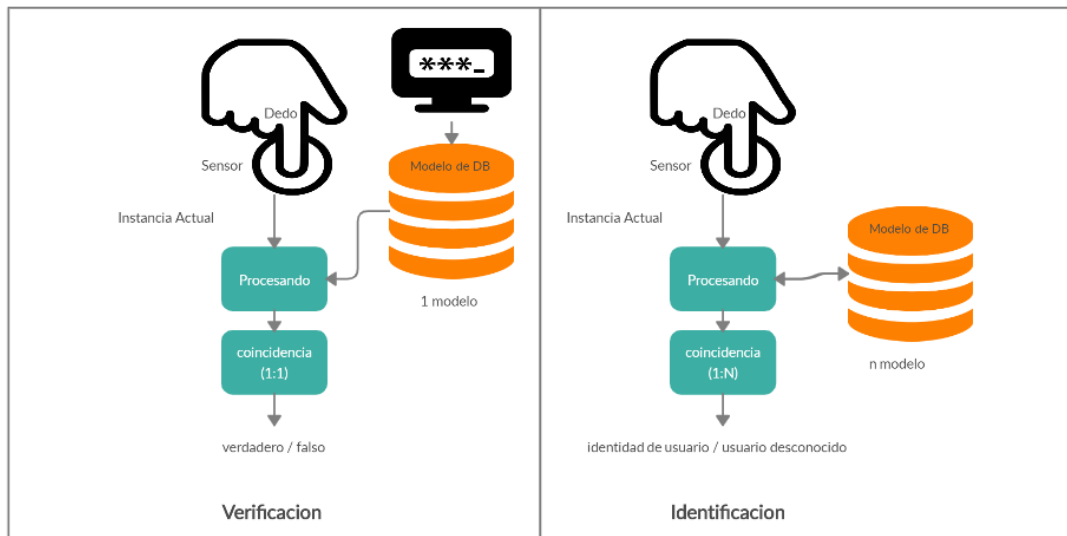 ***_
Dedo
Sensor
Modelo de DB
Instancia Actual
Procesando
1 modelo
coincidencia
(1:1)
verdadero / falso
Verificacion
Dedo
Sensor
Instancia Actual
Modelo de DB
Procesando
coincidencia
(1:N)
n modelo
identidad de usuario / usuario desconocido
Identificacion